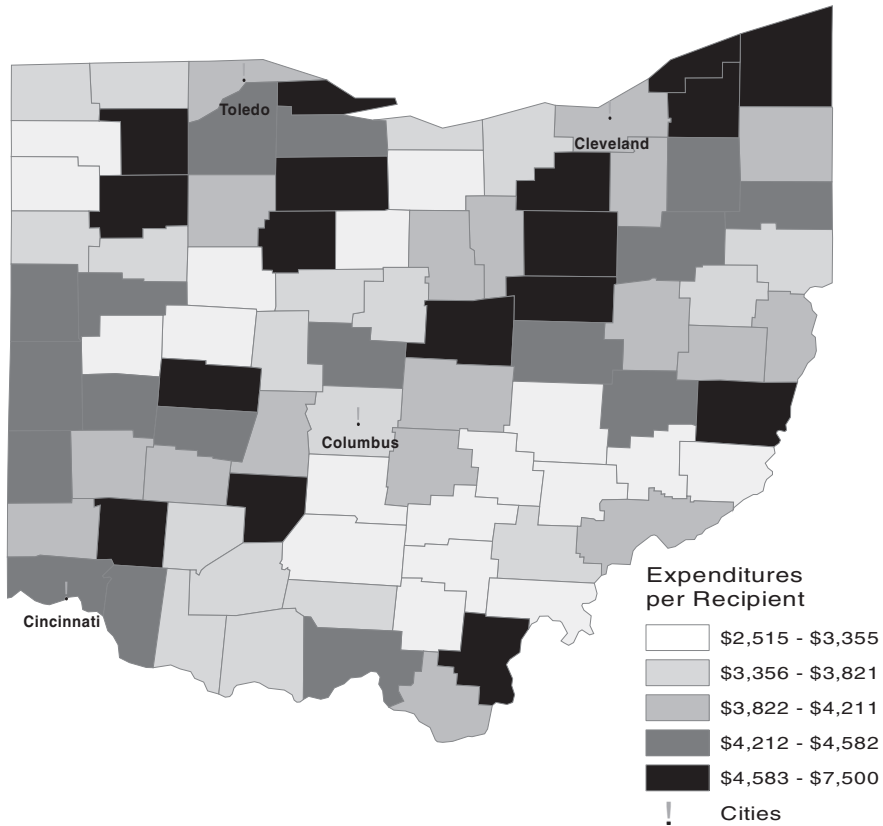 Toledo
Cleveland
Columbus
Cincinnati
Expenditures
per Recipient
$2,515 - $3,355
$3,356 - $3,821
$3,822 - $4,211
$4,212 - $4,582
$4,583 - $7,500
! Cities